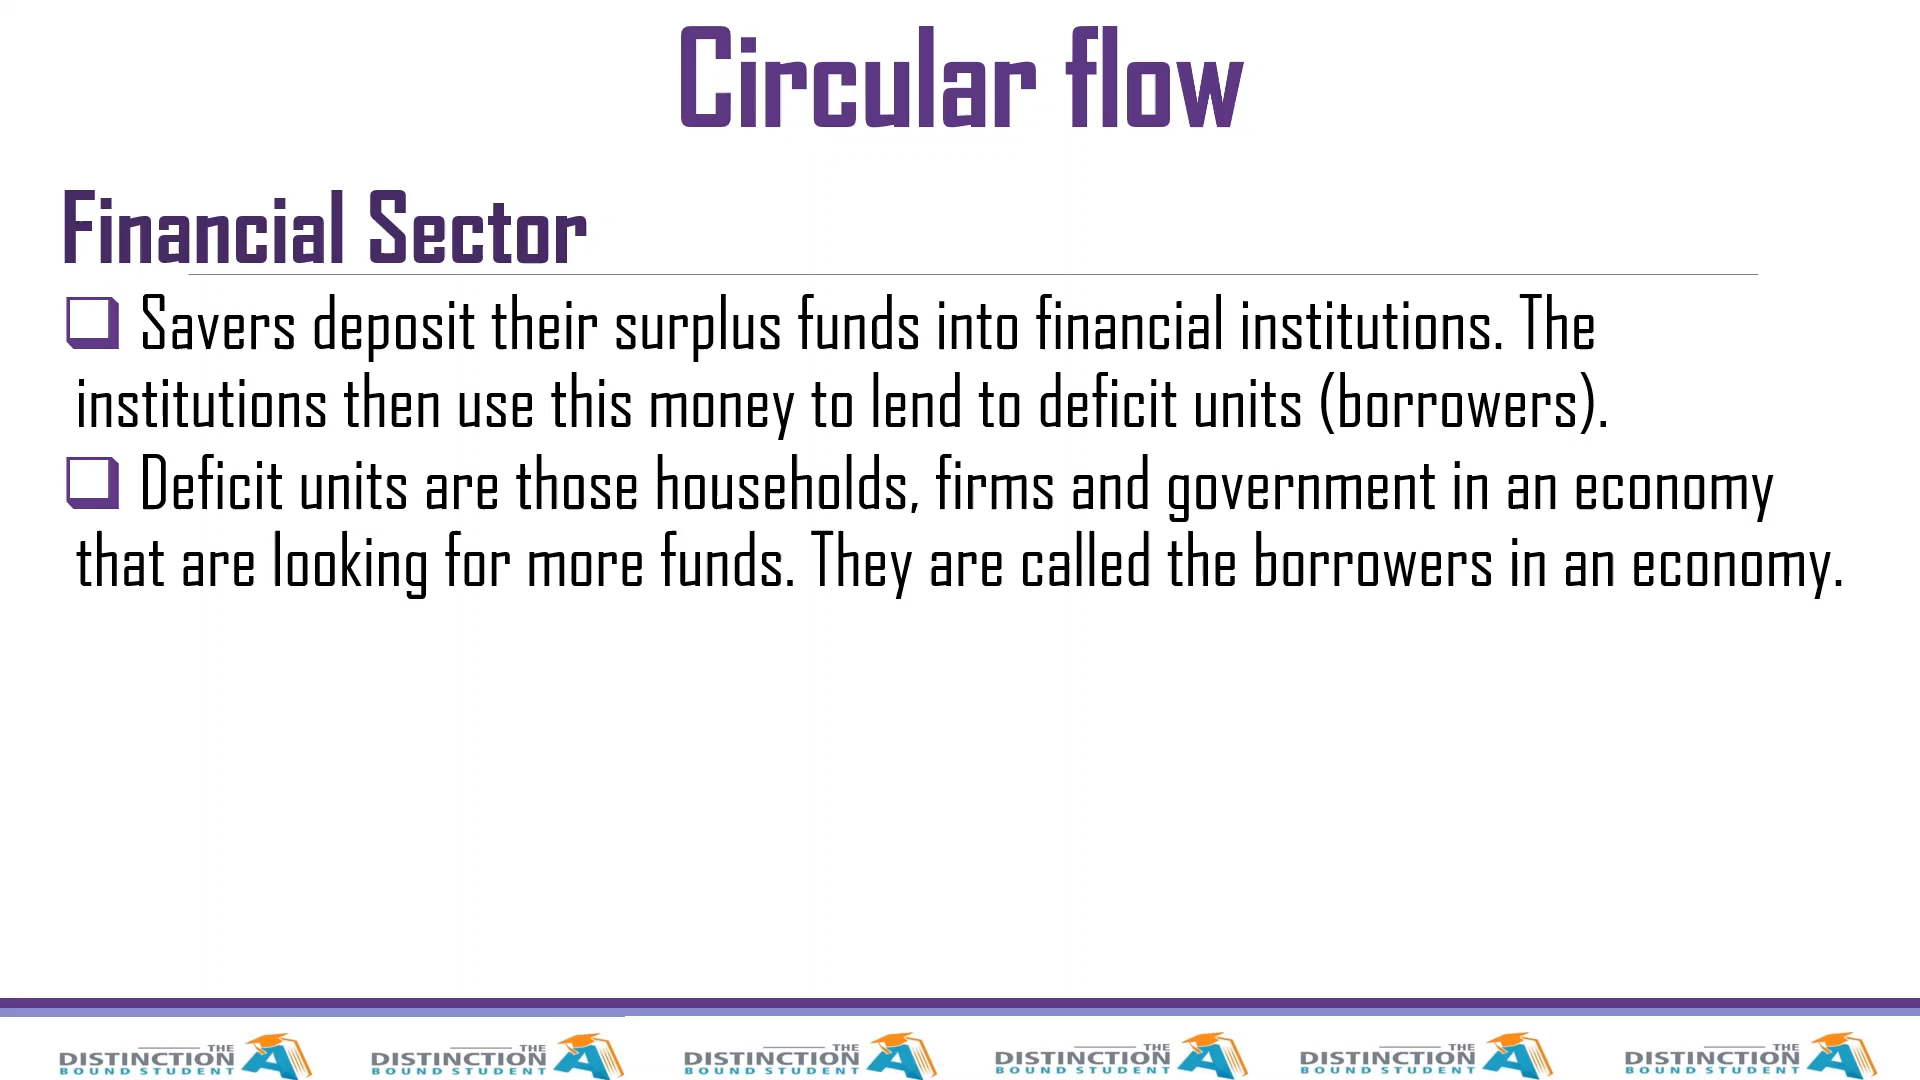 Circular flow
Financial Sector
Savers deposit their surplus funds into financial institutions. The
institutions then use this money to lend to deficit units (borrowers).
Deficit units are those households, firms and government in an economy
that are looking for more funds. They are called the borrowers in an economy.
THE
DISTINCTION
BOUND STUDENT
THE
DISTINCTION
BOUND STUDENT
THE
DISTINCTION
BOUND STUDENT
THE
DISTINCTION
BOUND STUDENT
THE
DISTINCTION
BOUND STUDENT
THE
DISTINCTION
BOUND STUDENT